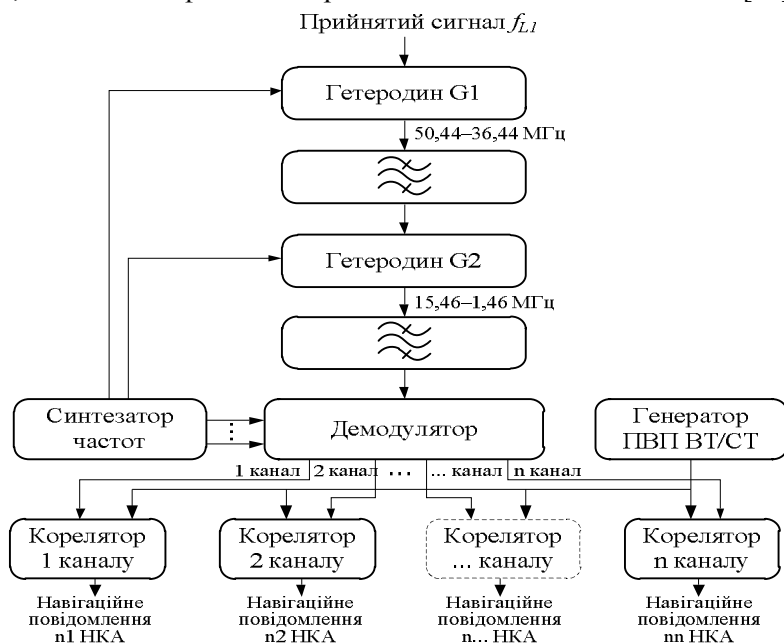 Прийнятий сигнал fL1
Гетеродин G1
50,44–36,44 МГц
Гетеродин G2
15,46–1,46 МГц
Синтезатор
частот
Демодулятор
Генератор
ПВП ВТ/СТ
1 канал
2 канал
...
... канал
n канал
Корелятор
1 каналу
Корелятор
2 каналу
Корелятор
... каналу
Корелятор
n каналу
Навігаційне
повідомлення
n1 НКА
Навігаційне
повідомлення
n2 НКА
Навігаційне
повідомлення
n... НКА
Навігаційне
повідомлення
nn НКА